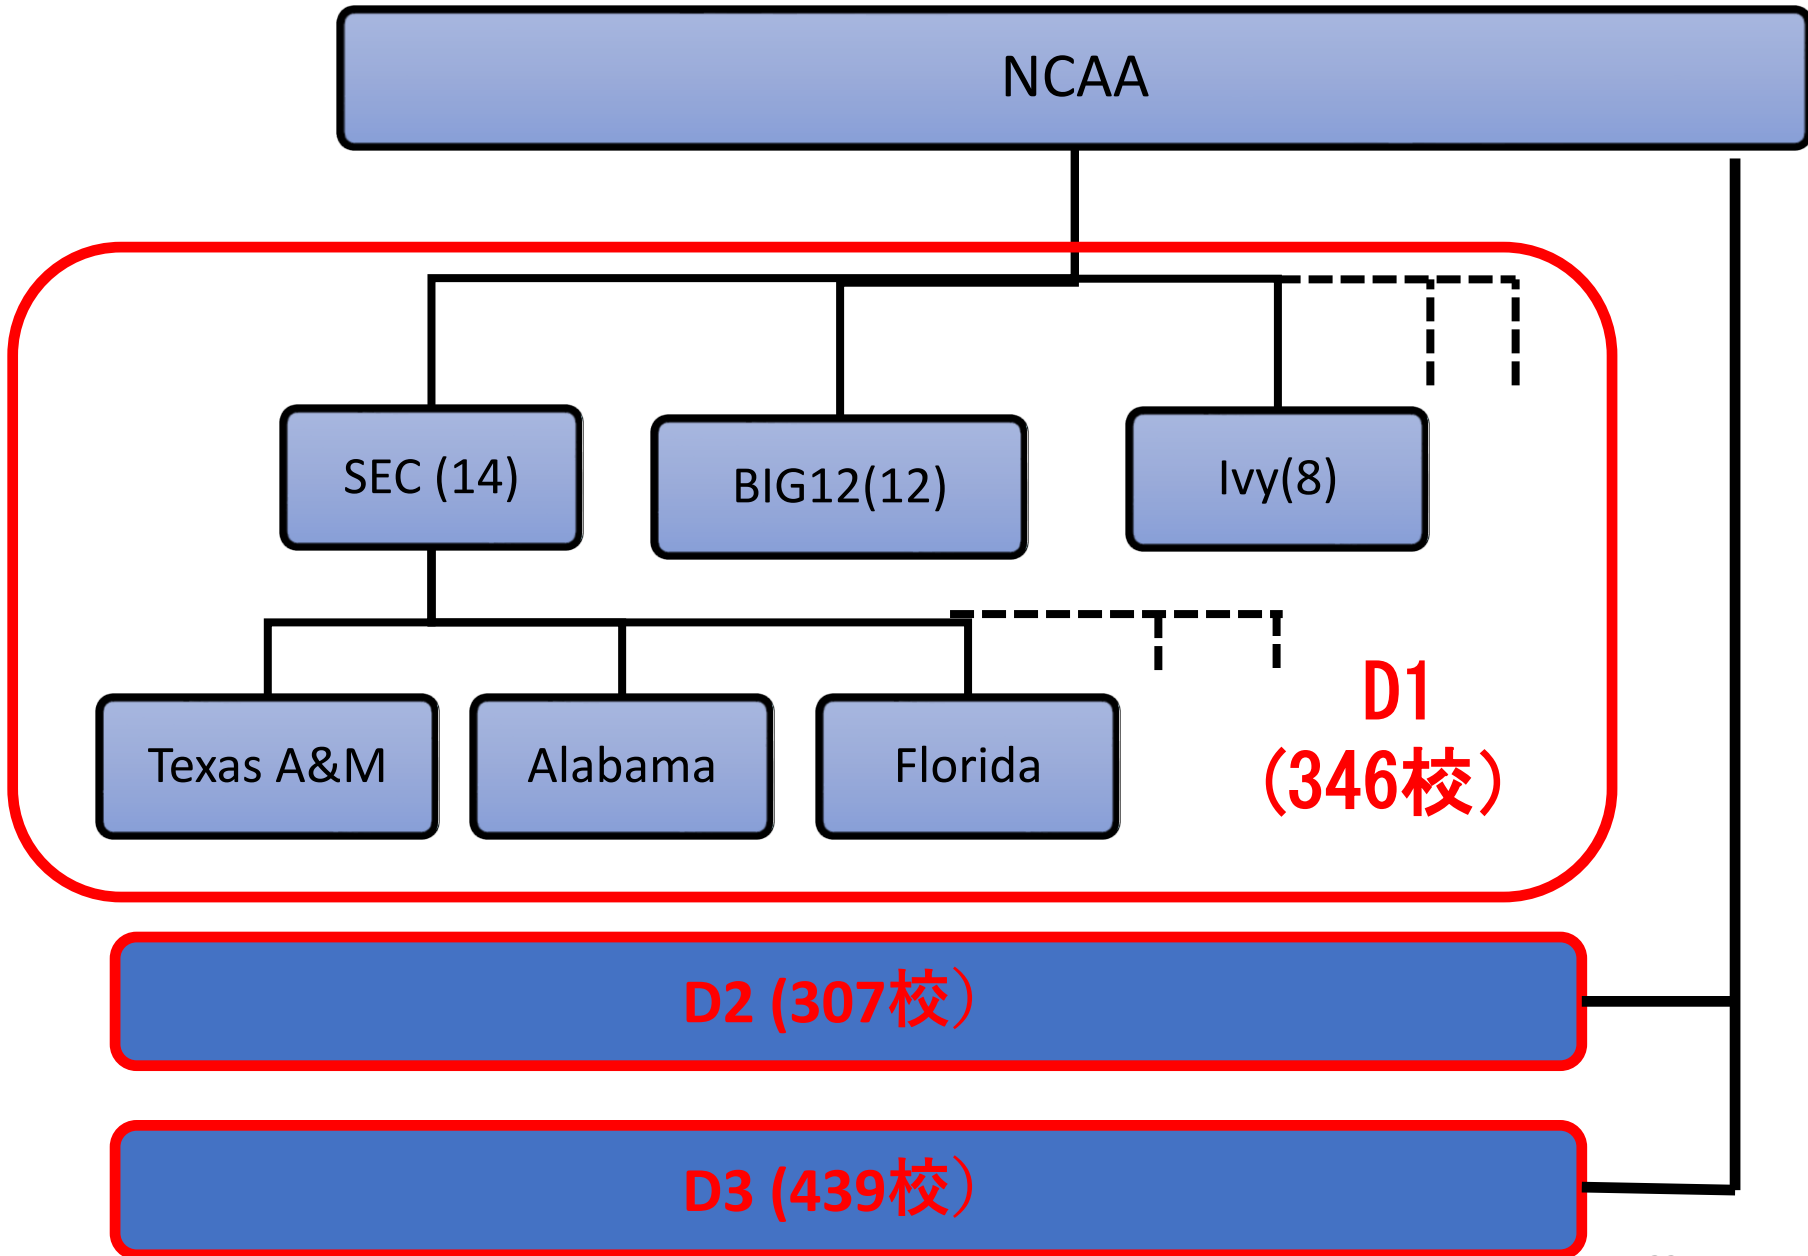 NCAA
SEC (14)
BIG12(12)
Ivy(8)
Texas A&M
Alabama
Florida
D1
(346校)
D2 (307校）
D3 (439校）